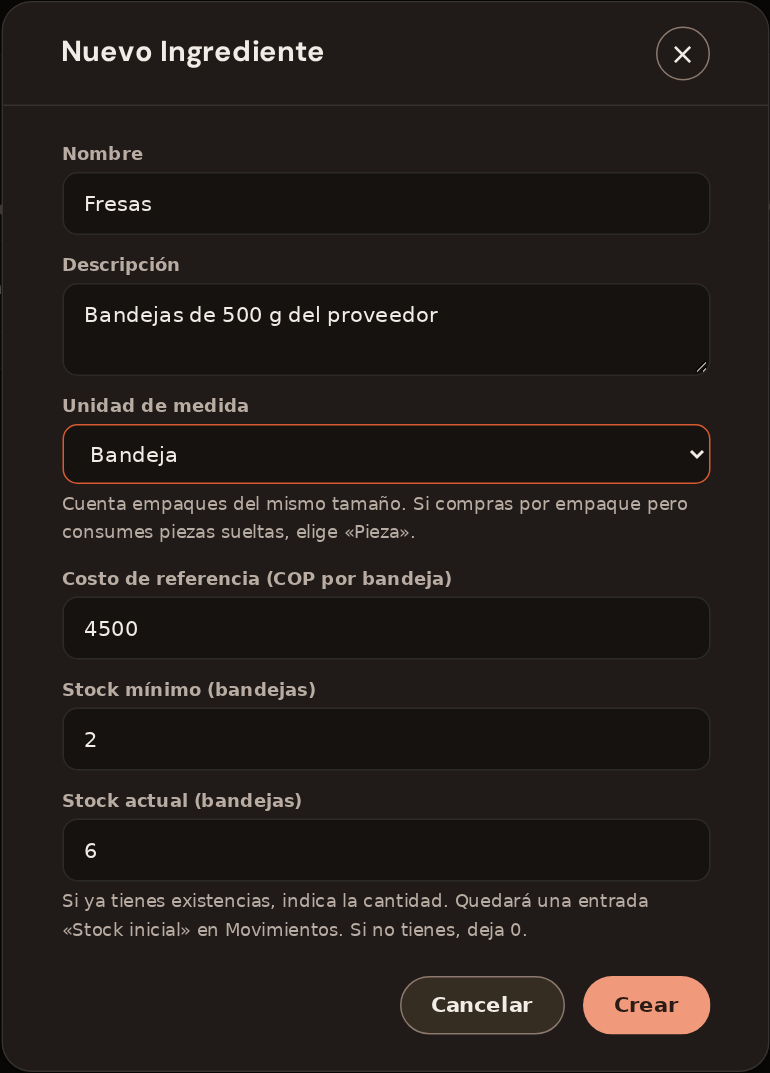 Nuevo Ingrediente
Nombre
Fresas
Descripción
Bandejas de 500 g del proveedor
Unidad de medida
Bandeja
Cuenta empaques del mismo tamaño. Si compras por empaque pero
consumes piezas sueltas, elige «Pieza».
Costo de referencia (COP por bandeja)
4500
Stock mínimo (bandejas)
2
Stock actual (bandejas)
6
Si ya tienes existencias, indica la cantidad. Quedará una entrada
«Stock inicial» en Movimientos. Si no tienes, deja 0.
Cancelar
Crear